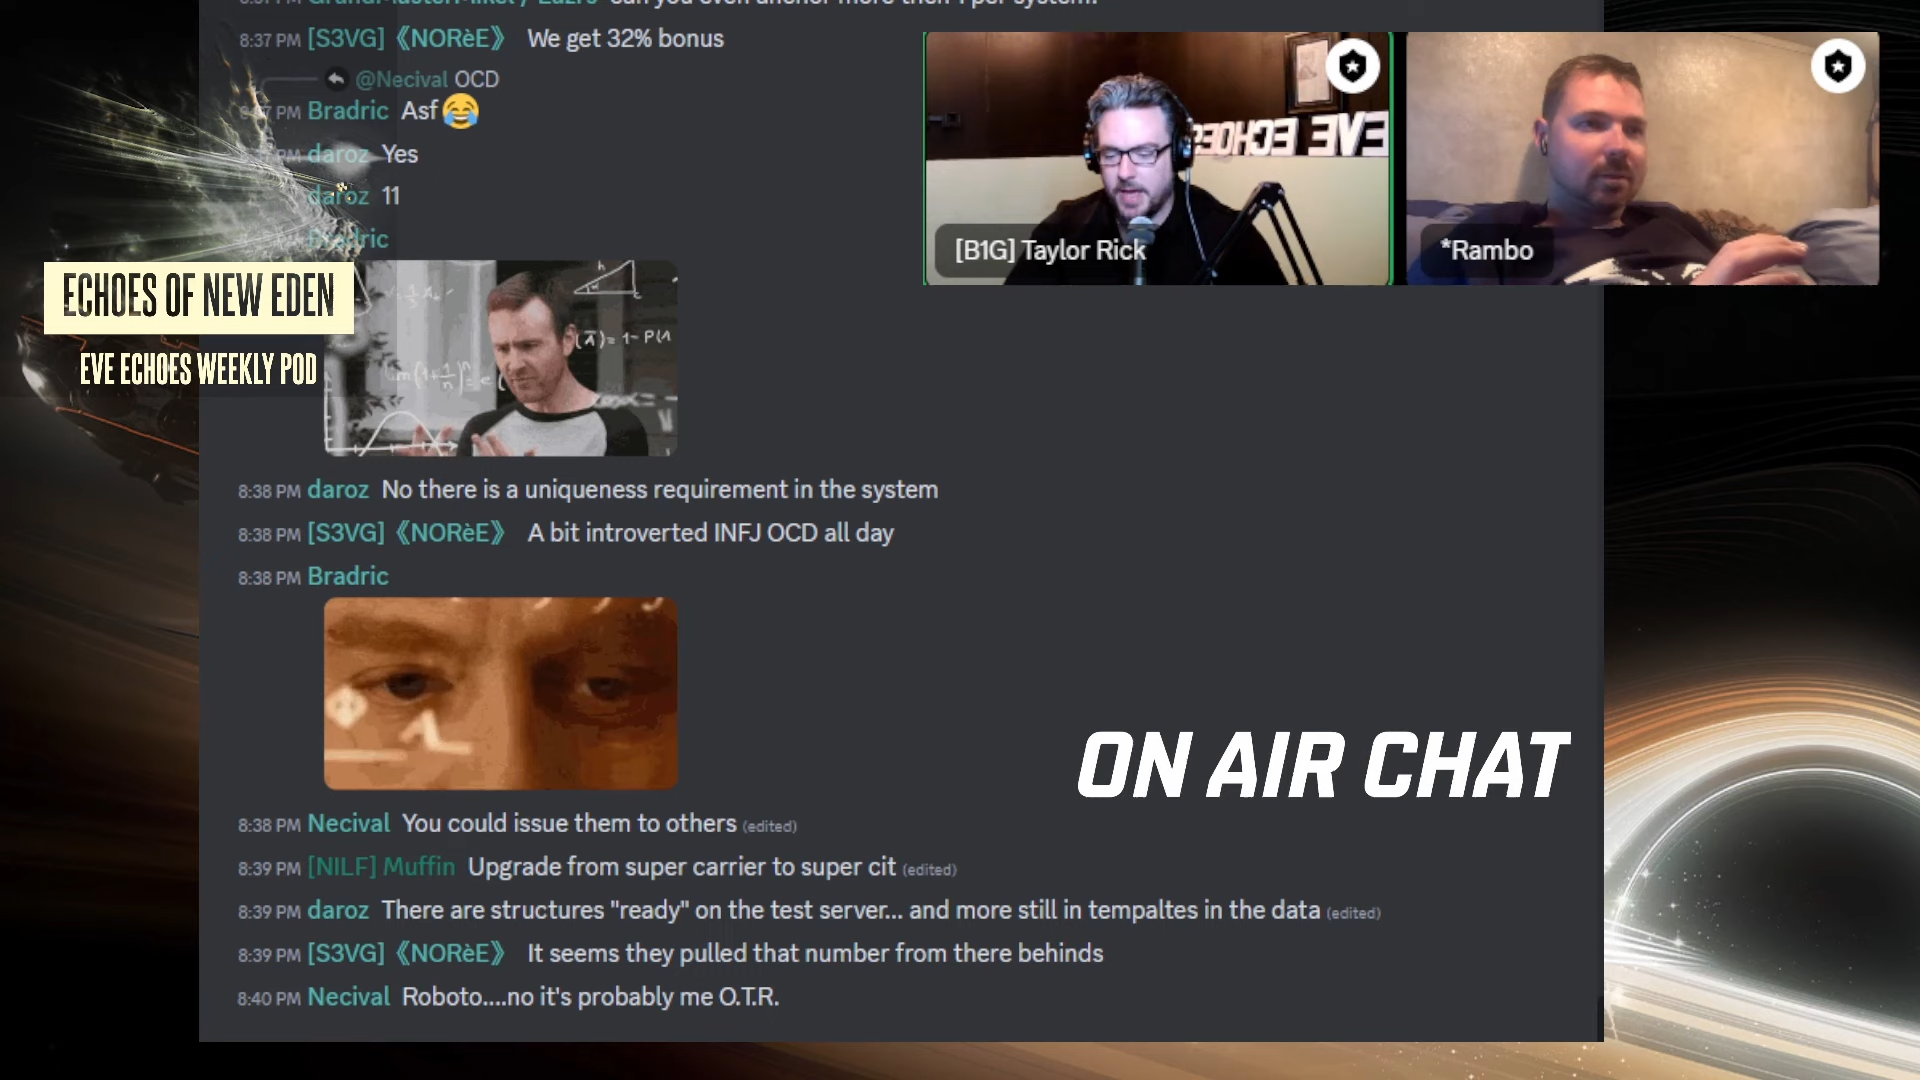 8:37 PM [S3VG]《NORèE》 We get 32% bonus
@Necival OCD
PM Bradric Asf😂
PM daroz Yes
daroz 11
Bradric
8:38 PM daroz No there is a uniqueness requirement in the system
8:38 PM [S3VG]《NORèE》 A bit introverted INFJ OCD all day
8:38 PM Bradric
8:38 PM Necival You could issue them to others (edited)
8:39 PM [NILF] Muffin Upgrade from super carrier to super cit (edited)
8:39 PM daroz There are structures "ready" on the test server... and more still in tempaltes in the data (edited)
8:39 PM [S3VG]《NORèE》 It seems they pulled that number from there behinds
8:40 PM Necival Roboto....no it's probably me O.T.R.
ECHOES OF NEW EDEN
EVE ECHOES WEEKLY POD
EVE ECHOES
[B1G] Taylor Rick
*Rambo
ON AIR CHAT